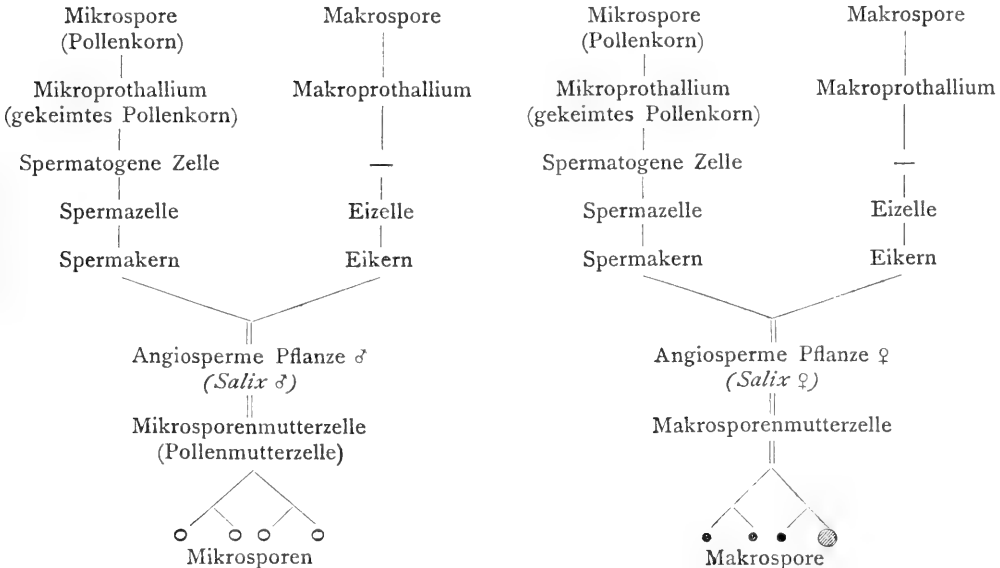 Mikrospore
(Pollenkorn)
Makrospore
Mikroprothallium
(gekeimtes Pollenkorn)
Makroprothallium
Spermatogene Zelle
—
Spermazelle
Eizelle
Spermakern
Eikern
Angiosperme Pflanze ♂
(Salix ♂)
Mikrosporenmutterzelle
(Pollenmutterzelle)
Mikrosporen
Mikrospore
(Pollenkorn)
Makrospore
Mikroprothallium
(gekeimtes Pollenkorn)
Makroprothallium
Spermatogene Zelle
—
Spermazelle
Eizelle
Spermakern
Eikern
Angiosperme Pflanze ♀
(Salix ♀)
Makrosporenmutterzelle
Makrospore